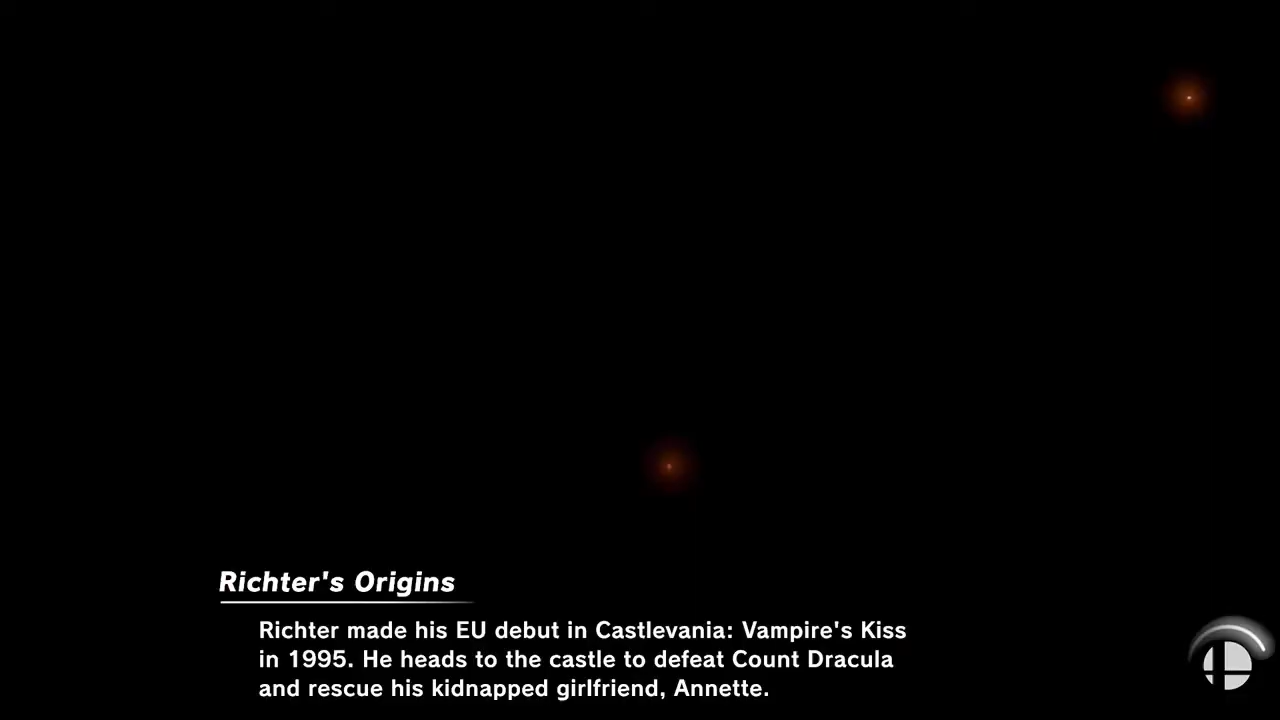 Richter's Origins
Richter made his EU debut in Castlevania: Vampire's Kiss
in 1995. He heads to the castle to defeat Count Dracula
and rescue his kidnapped girlfriend, Annette.